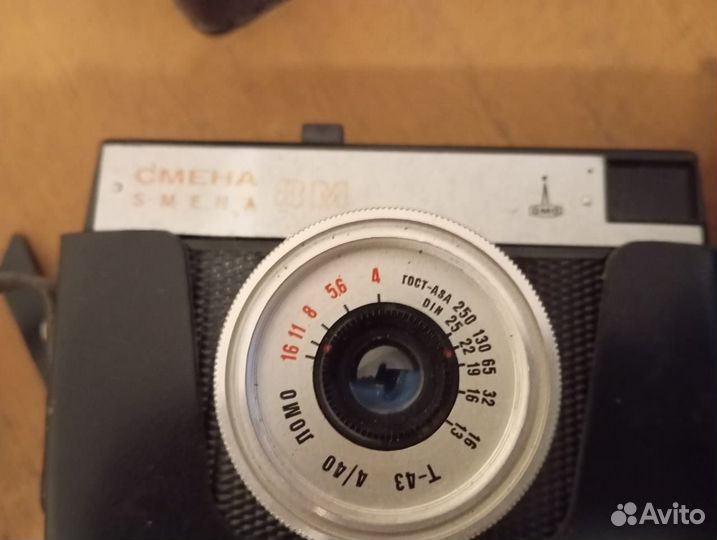 СМЕНА 8М
SMENA
16 11 8 5,6 4
ГОСТ-ASA 250 130 65 32 16
DIN 25 22 19 16 13
ЛОМО
4/40
Т-43
Avito